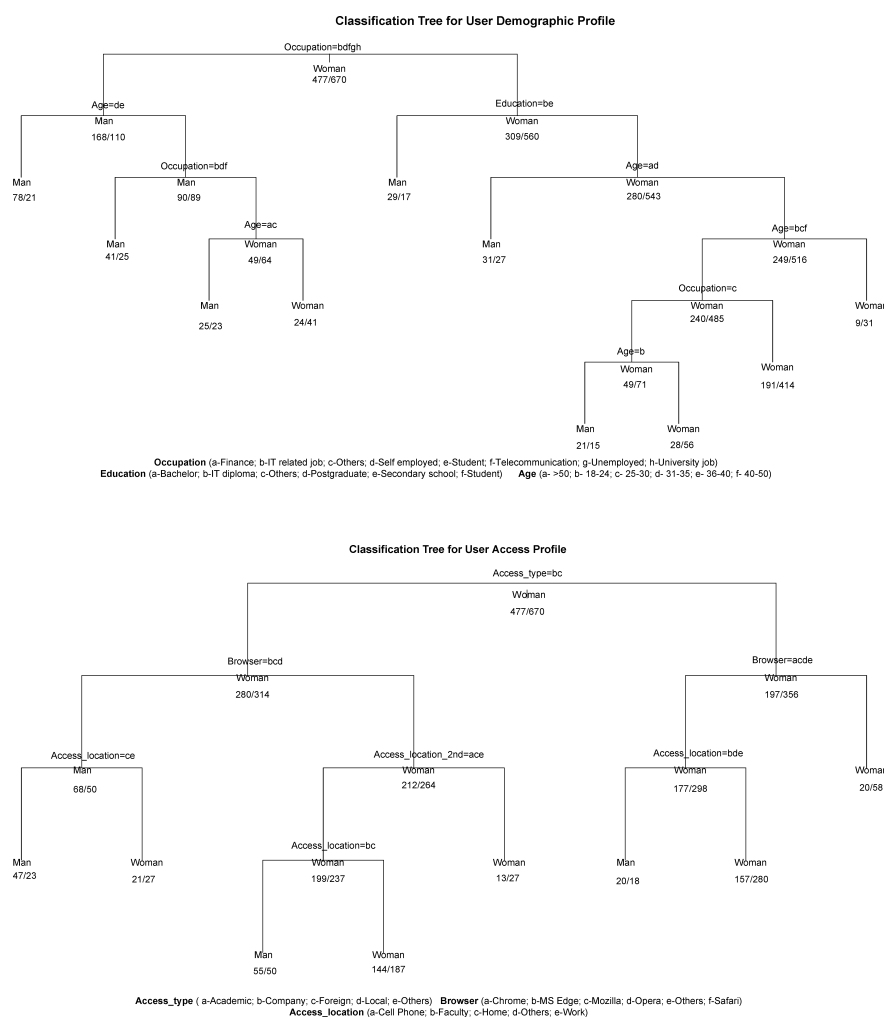 Classification Tree for User Demographic Profile
Occupation=bdfgh
Woman
477/670
Age=de
Man
168/110
Education=be
Woman
309/560
Man
78/21
Occupation=bdf
Man
90/89
Man
29/17
Age=ad
Woman
280/543
Man
41/25
Age=ac
Woman
49/64
Man
31/27
Age=bcf
Woman
249/516
Man
25/23
Woman
24/41
Occupation=c
Woman
240/485
Woman
9/31
Age=b
Woman
49/71
Woman
191/414
Man
21/15
Woman
28/56
Occupation (a-Finance; b-IT related job; c-Others; d-Self employed; e-Student; f-Telecommunication; g-Unemployed; h-University job)
Education (a-Bachelor; b-IT diploma; c-Others; d-Postgraduate; e-Secondary school; f-Student) Age (a- >50; b- 18-24; c- 25-30; d- 31-35; e- 36-40; f- 40-50)
Classification Tree for User Access Profile
Access_type=bc
Woman
477/670
Browser=bcd
Woman
280/314
Browser=acde
Woman
197/356
Access_location=ce
Man
68/50
Access_location_2nd=ace
Woman
212/264
Access_location=bde
Woman
177/298
Woman
20/58
Man
47/23
Woman
21/27
Access_location=bc
Woman
199/237
Woman
13/27
Man
20/18
Woman
157/280
Man
55/50
Woman
144/187
Access_type ( a-Academic; b-Company; c-Foreign; d-Local; e-Others) Browser (a-Chrome; b-MS Edge; c-Mozilla; d-Opera; e-Others; f-Safari)
Access_location (a-Cell Phone; b-Faculty; c-Home; d-Others; e-Work)